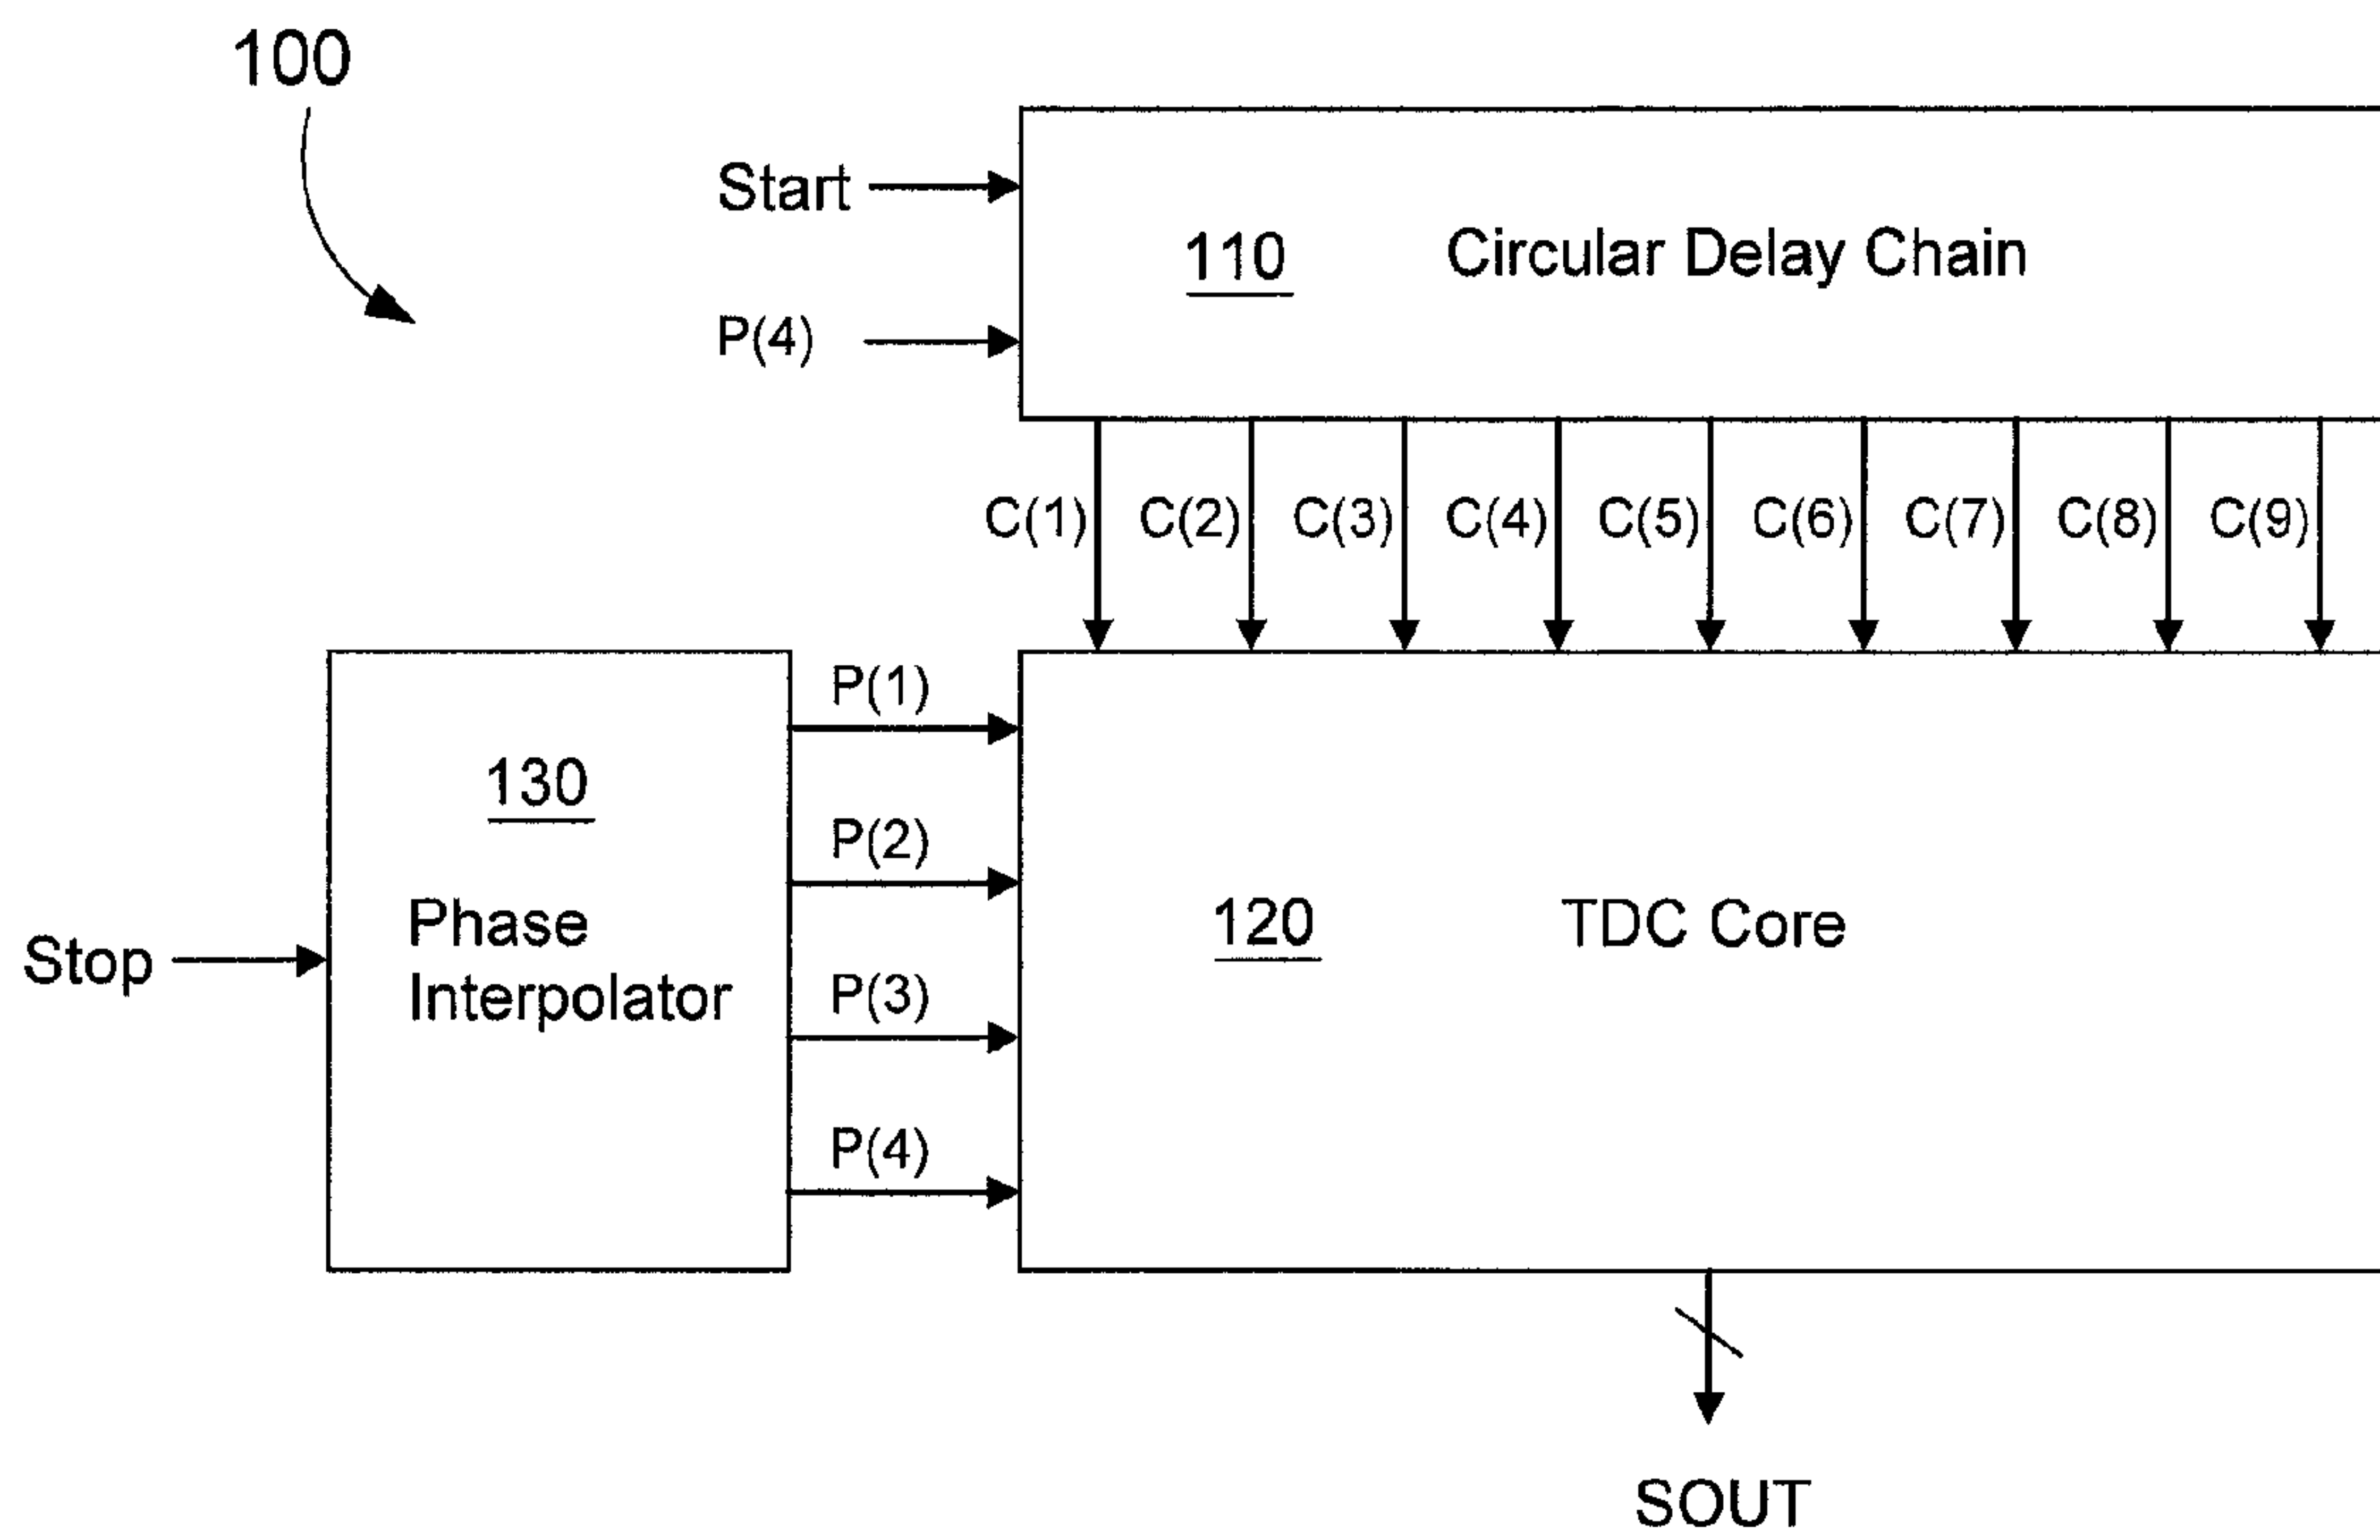 100
Start
110 Circular Delay Chain
P(4)
C(1) C(2) C(3) C(4) C(5) C(6) C(7) C(8) C(9)
P(1)
130
P(2)
Stop
Phase
Interpolator
120 TDC Core
P(3)
P(4)
SOUT